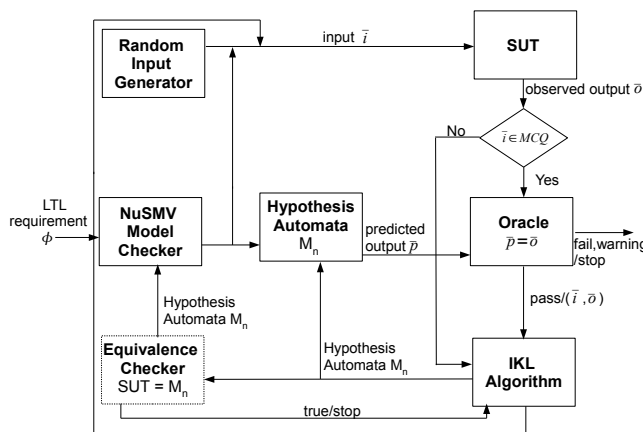 Random
Input
Generator
input i̅
SUT
observed output o̅
No
i̅ ∈ MCQ
Yes
LTL
requirement
ϕ
NuSMV
Model
Checker
Hypothesis
Automata
Mₙ
predicted
output p̅
Oracle
p̅ = o̅
fail,warning
/stop
pass/(i̅ , o̅)
Hypothesis
Automata Mₙ
Equivalence
Checker
SUT = Mₙ
Hypothesis
Automata Mₙ
IKL
Algorithm
true/stop